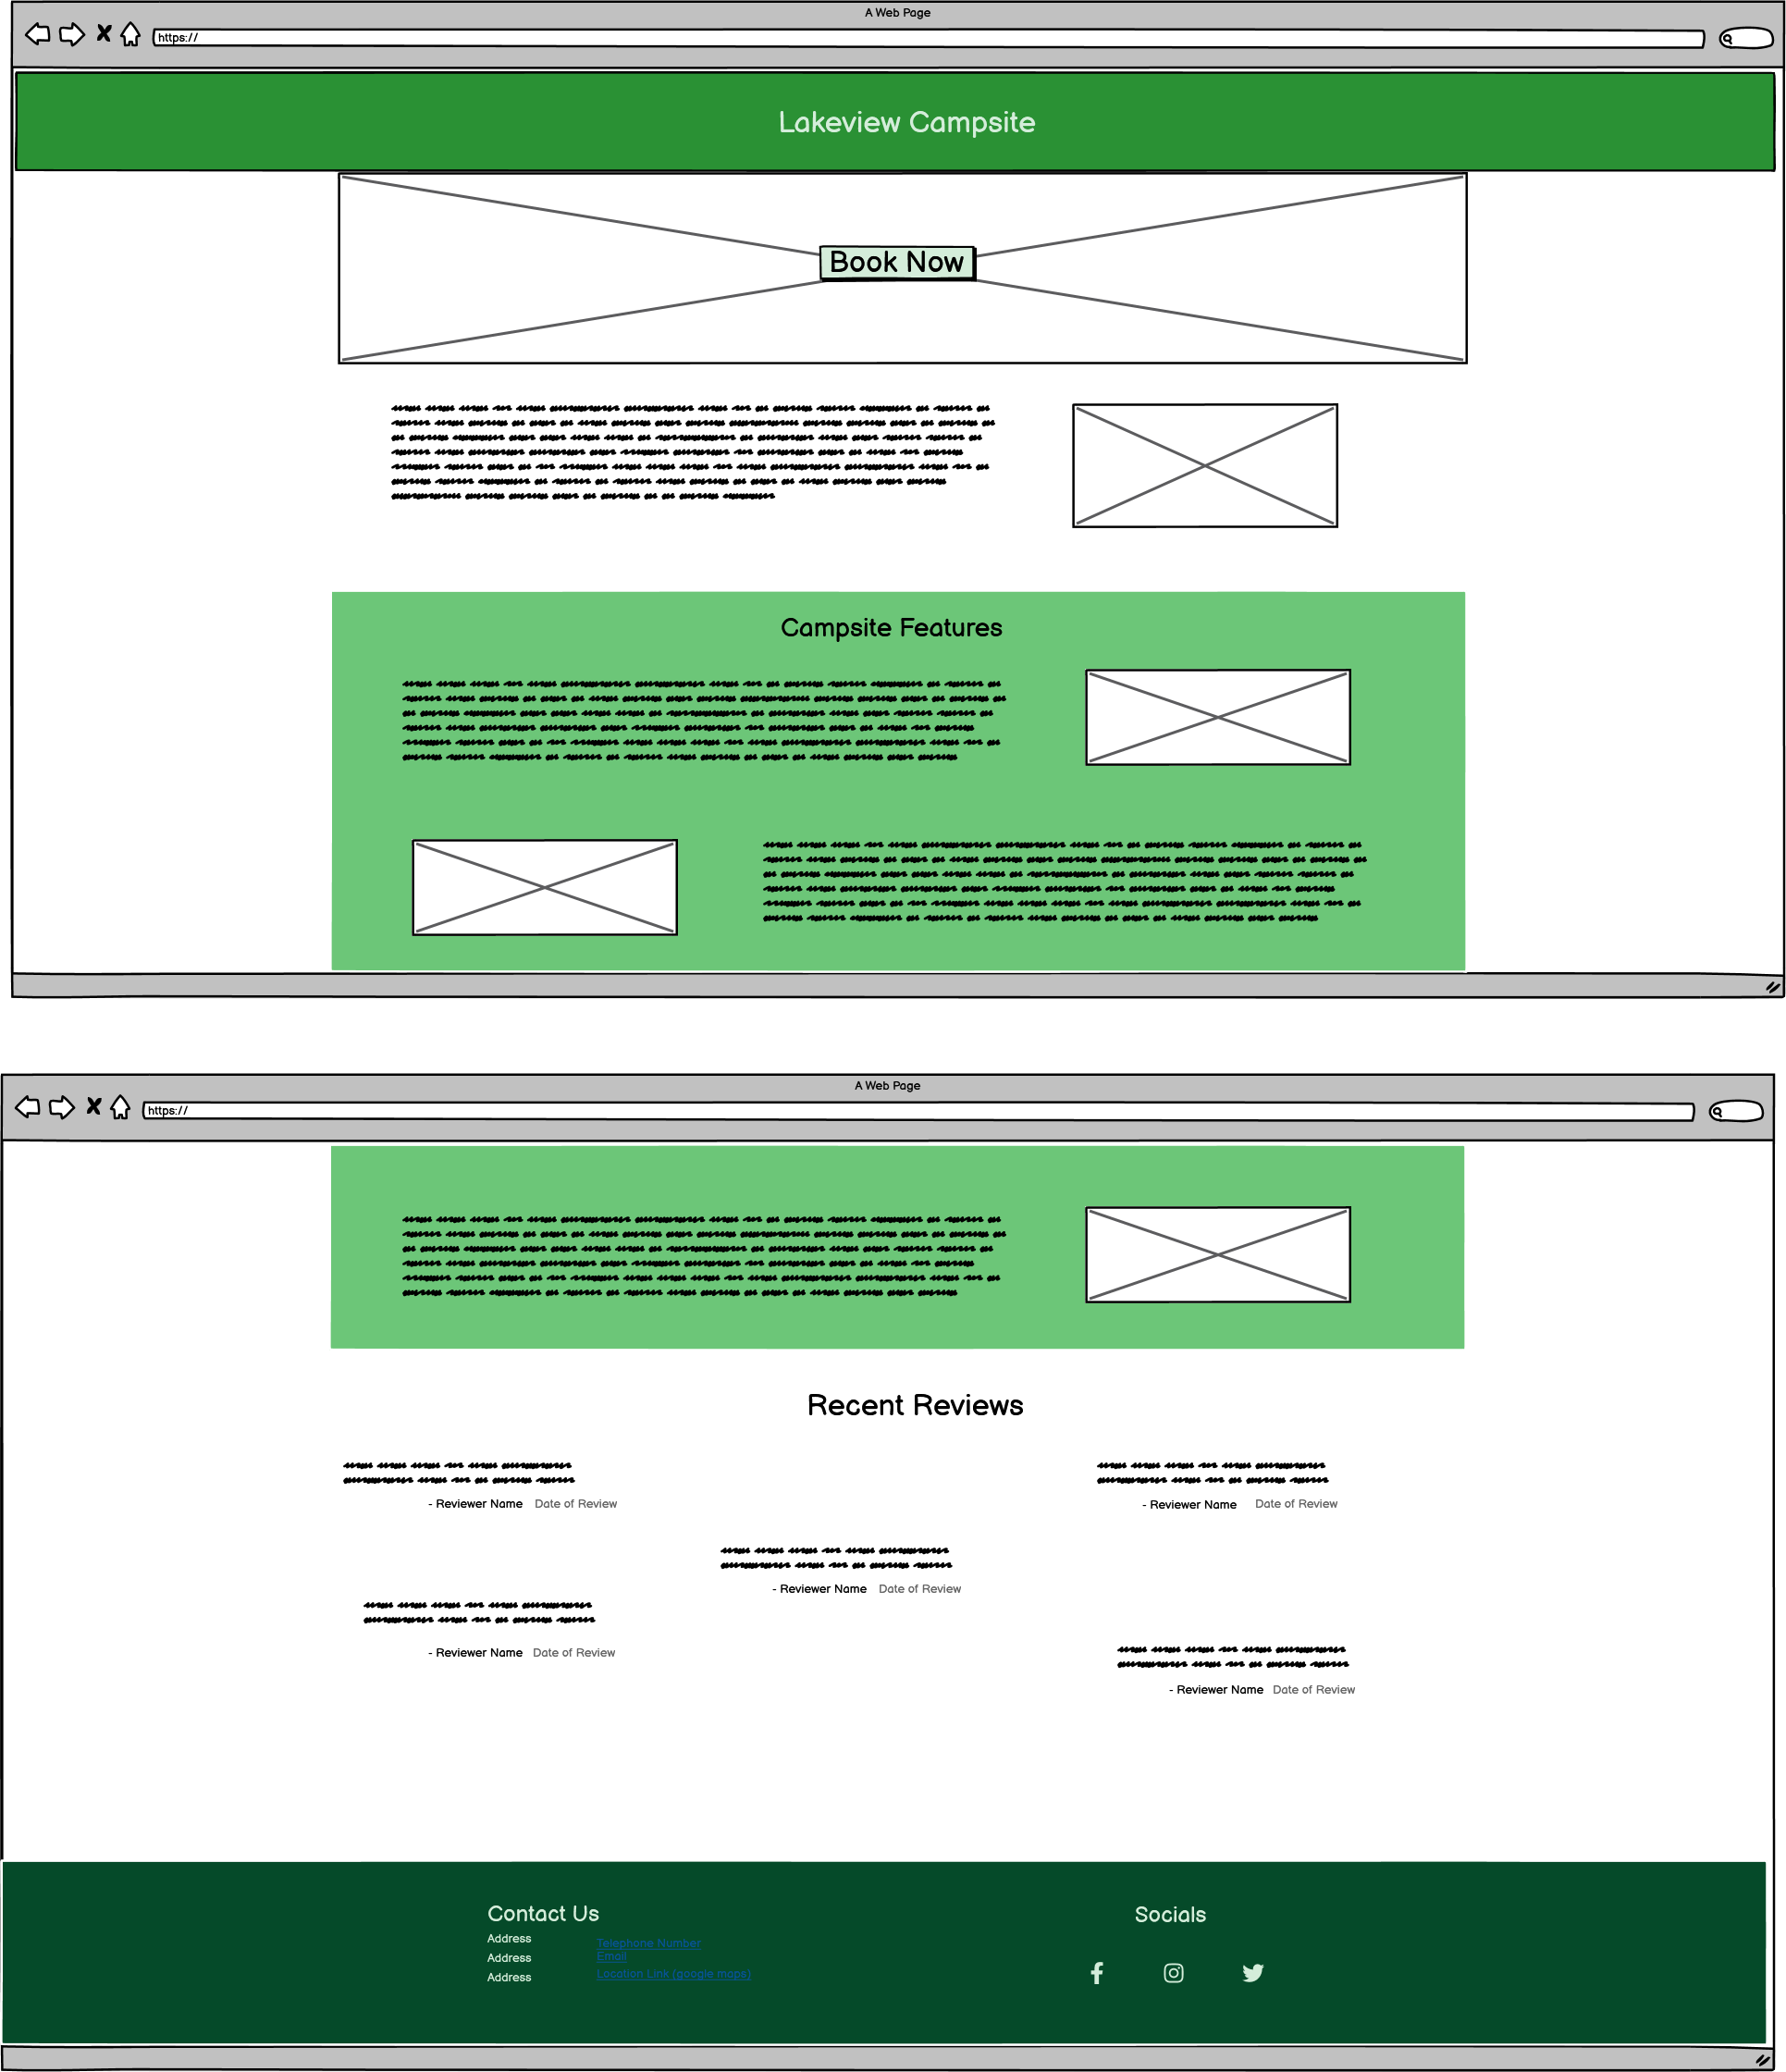 A Web Page
https://
Lakeview Campsite
Book Now
Campsite Features
A Web Page
https://
Recent Reviews
- Reviewer Name Date of Review
- Reviewer Name Date of Review
- Reviewer Name Date of Review
- Reviewer Name Date of Review
- Reviewer Name Date of Review
Contact Us
Address
Address
Address
Telephone Number
Email
Location Link (google maps)
Socials